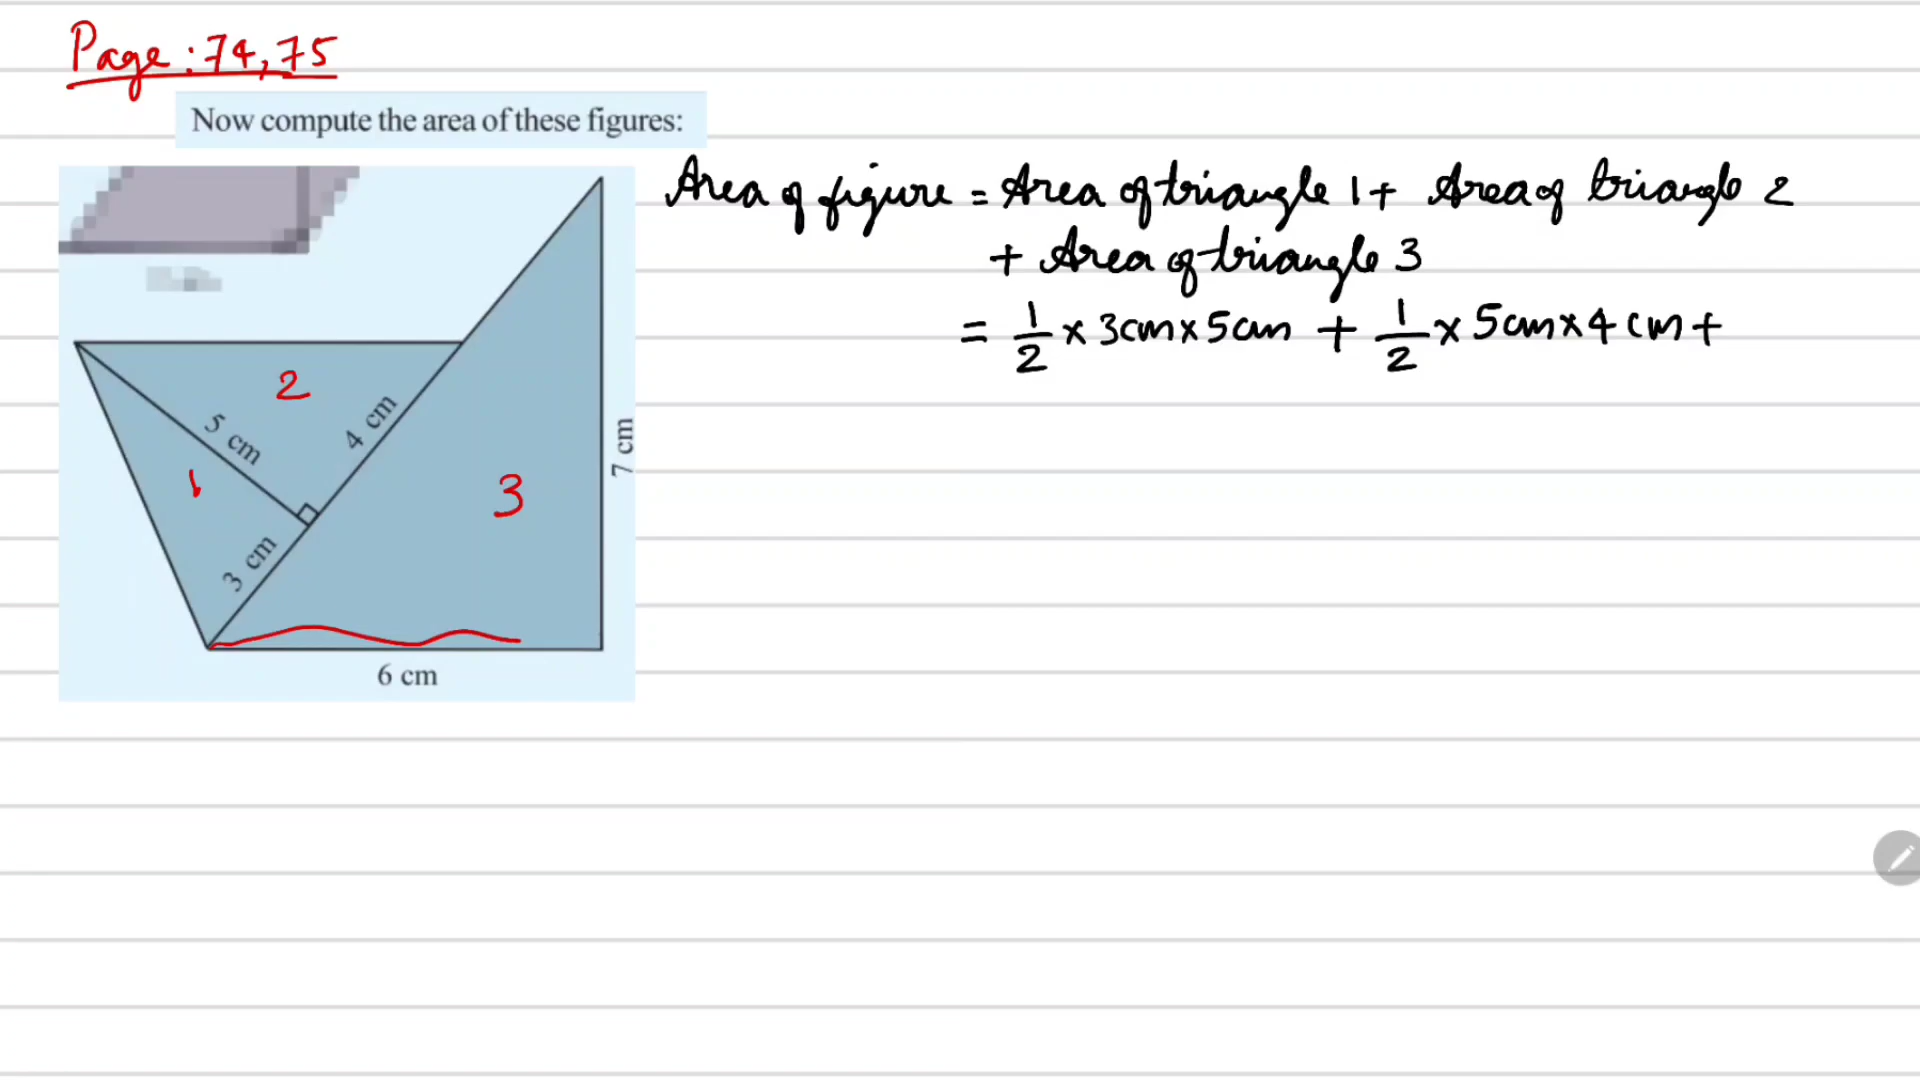 Page : 74, 75
Now compute the area of these figures:
Area of figure = Area of triangle 1 + Area of triangle 2
+ Area of triangle 3
= 1/2 × 3cm × 5cm + 1/2 × 5cm × 4cm +
2
5 cm
4 cm
1
3
7 cm
3 cm
6 cm